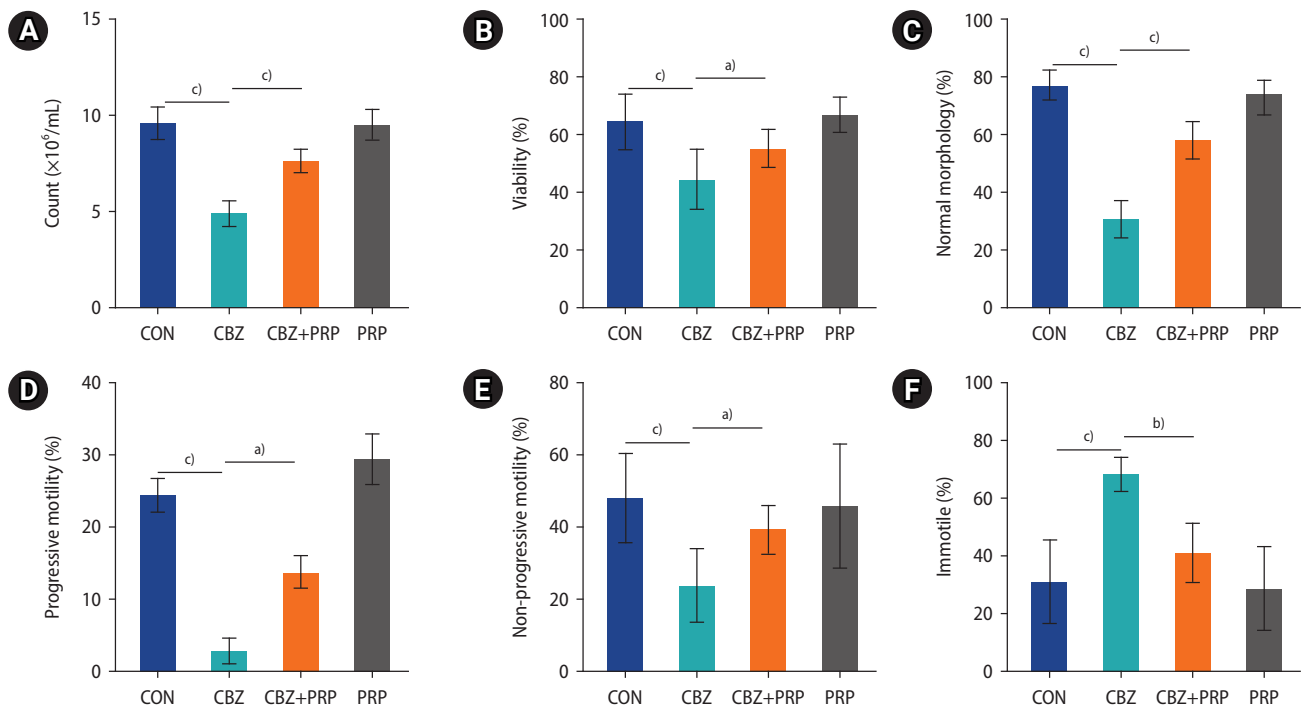 A
Count (×10⁶/mL)
15
10
5
0
c)
c)
CON CBZ CBZ+PRP PRP
B
Viability (%)
100
80
60
40
20
0
c)
a)
CON CBZ CBZ+PRP PRP
C
Normal morphology (%)
100
80
60
40
20
0
c)
c)
CON CBZ CBZ+PRP PRP
D
Progressive motility (%)
40
30
20
10
0
c)
a)
CON CBZ CBZ+PRP PRP
E
Non-progressive motility (%)
80
60
40
20
0
c)
a)
CON CBZ CBZ+PRP PRP
F
Immotile (%)
100
80
60
40
20
0
c)
b)
CON CBZ CBZ+PRP PRP